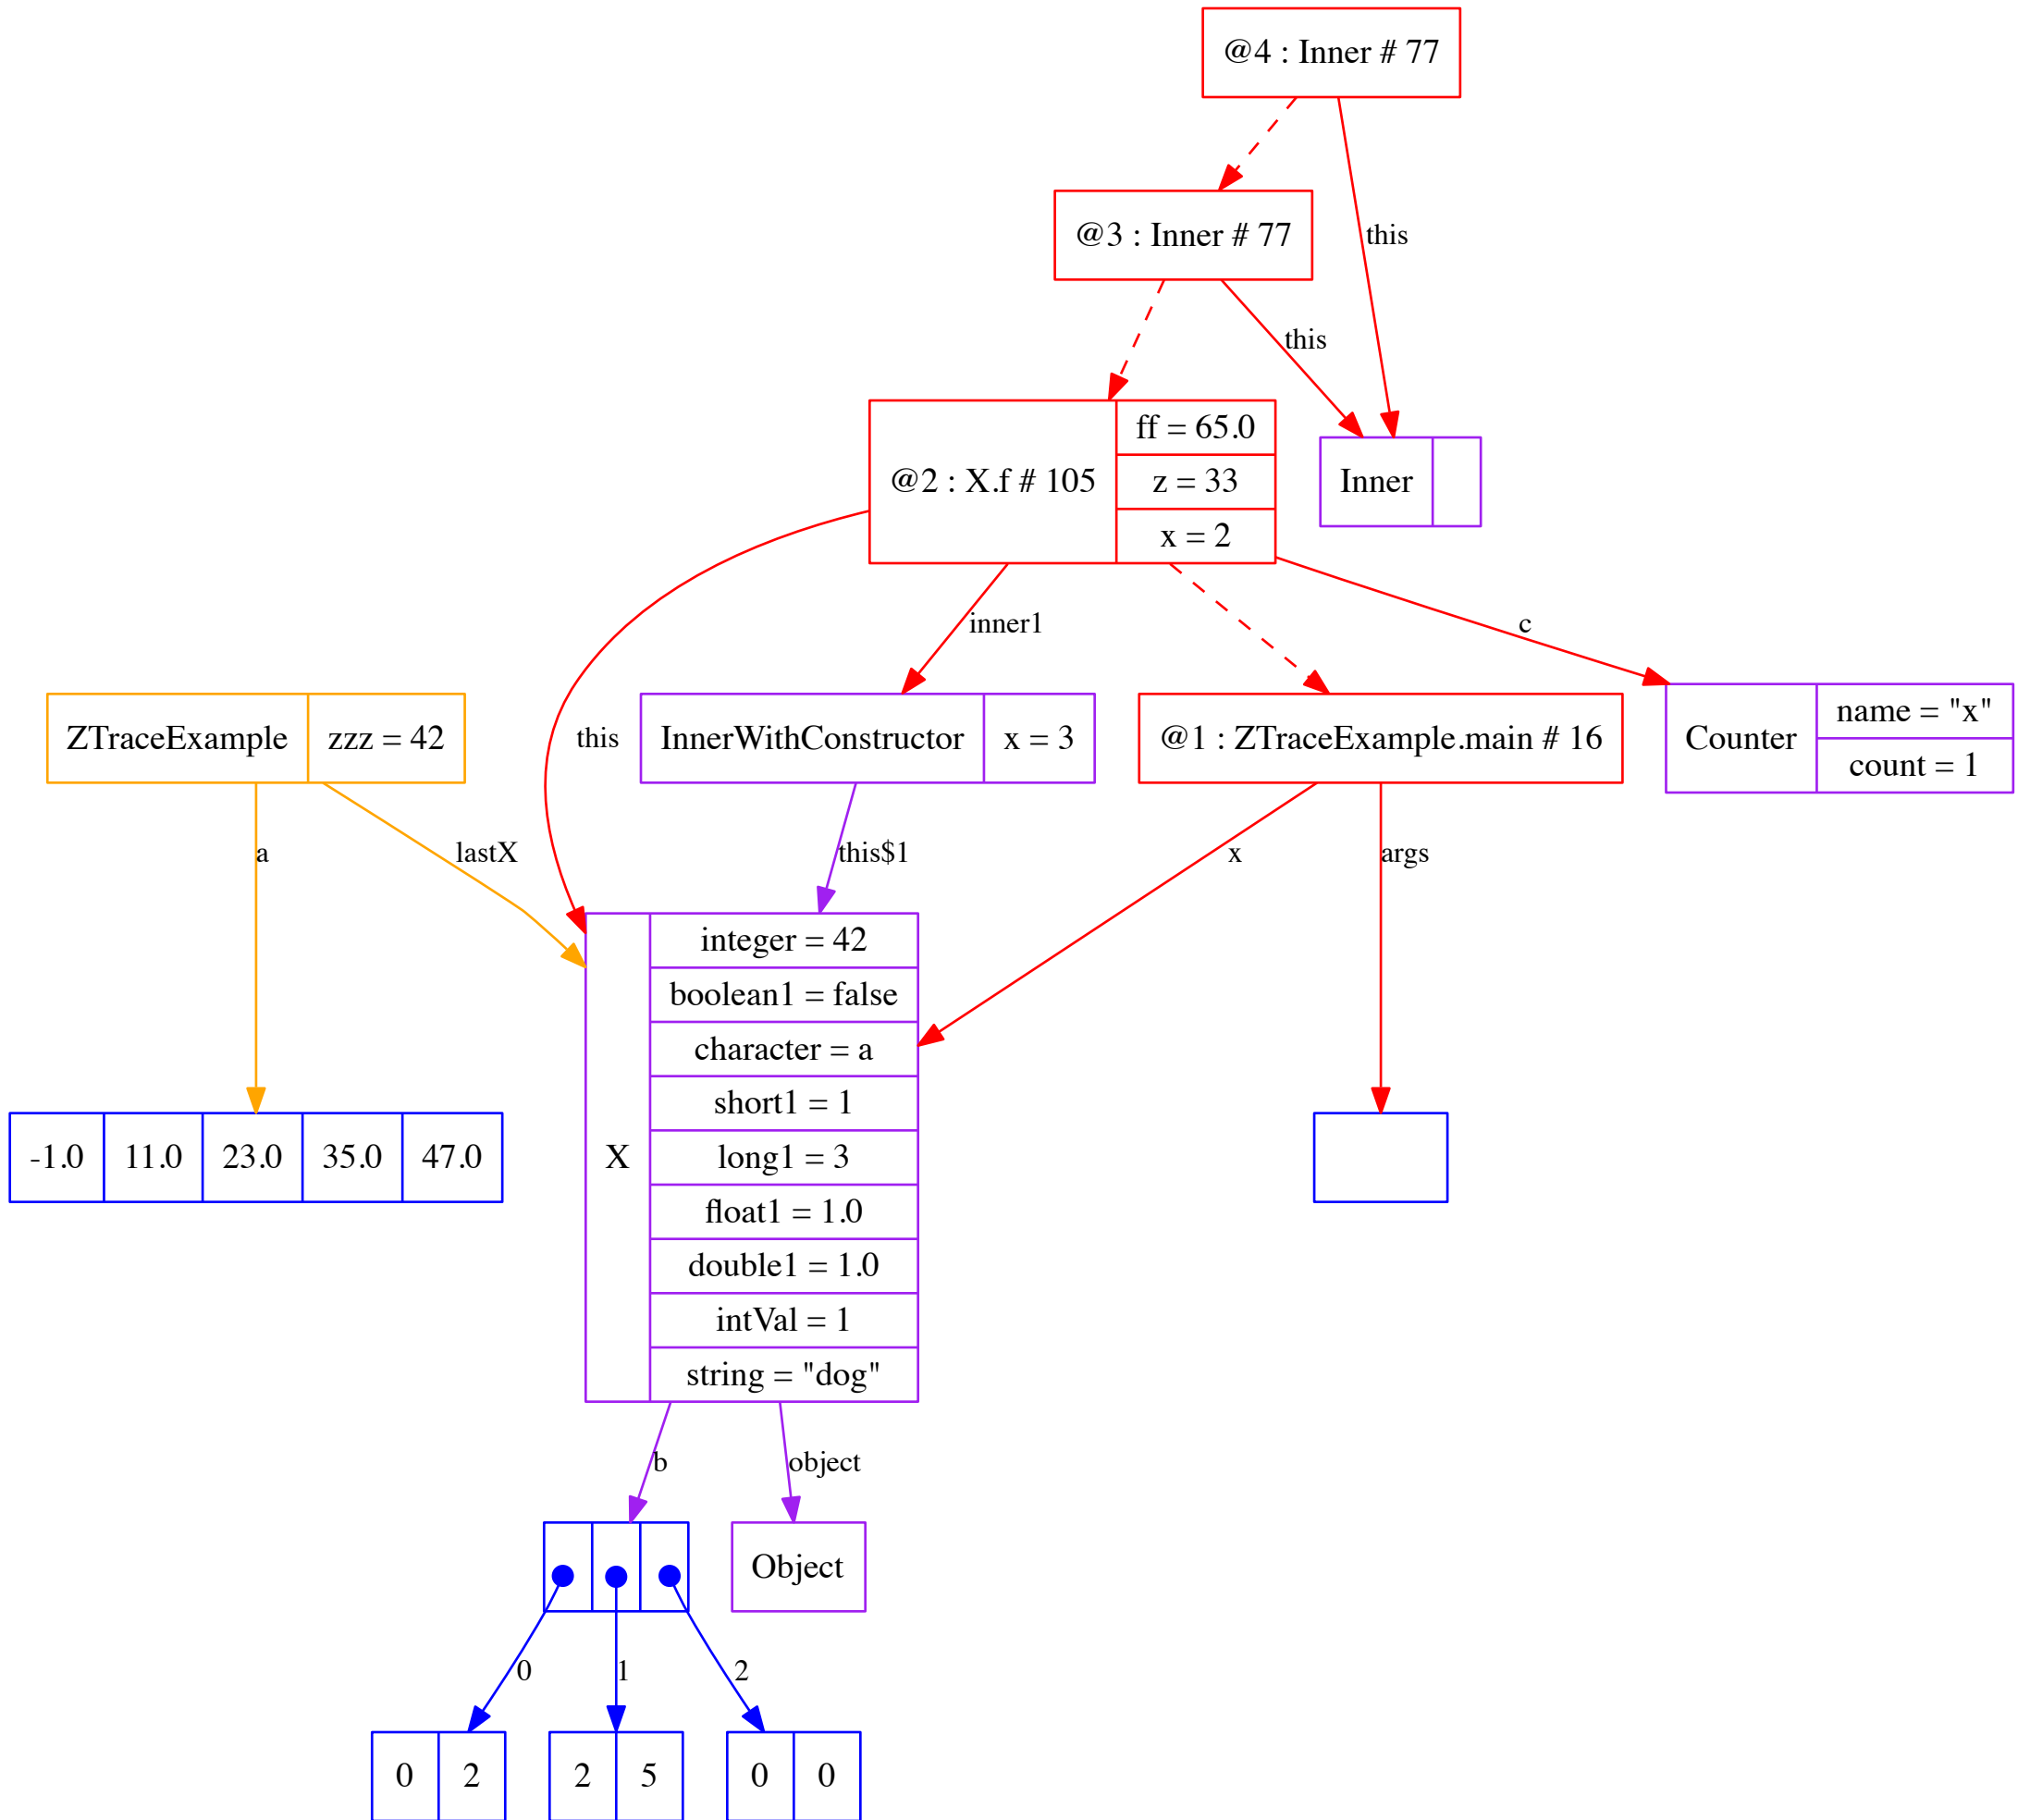 @4 : Inner # 77
@3 : Inner # 77
this
this
@2 : X.f # 105
ff = 65.0
z = 33
x = 2
Inner
inner1
c
ZTraceExample
zzz = 42
this
InnerWithConstructor
x = 3
@1 : ZTraceExample.main # 16
Counter
name = "x"
count = 1
a
lastX
this$1
x
args
X
integer = 42
boolean1 = false
character = a
short1 = 1
long1 = 3
float1 = 1.0
double1 = 1.0
intVal = 1
string = "dog"
-1.0 11.0 23.0 35.0 47.0
b
object
Object
0
1
2
0 2
2 5
0 0